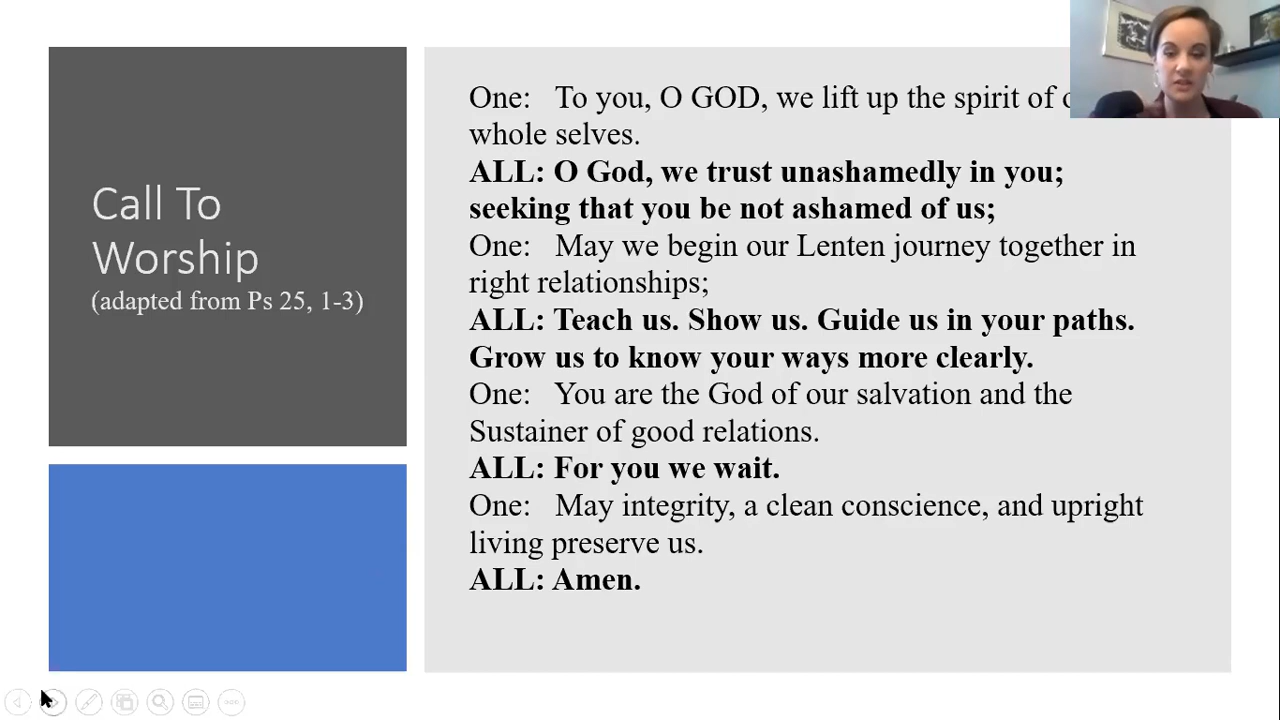 Call To
Worship
(adapted from Ps 25, 1-3)
One: To you, O GOD, we lift up the spirit of
whole selves.
ALL: O God, we trust unashamedly in you;
seeking that you be not ashamed of us;
One: May we begin our Lenten journey together in
right relationships;
ALL: Teach us. Show us. Guide us in your paths.
Grow us to know your ways more clearly.
One: You are the God of our salvation and the
Sustainer of good relations.
ALL: For you we wait.
One: May integrity, a clean conscience, and upright
living preserve us.
ALL: Amen.